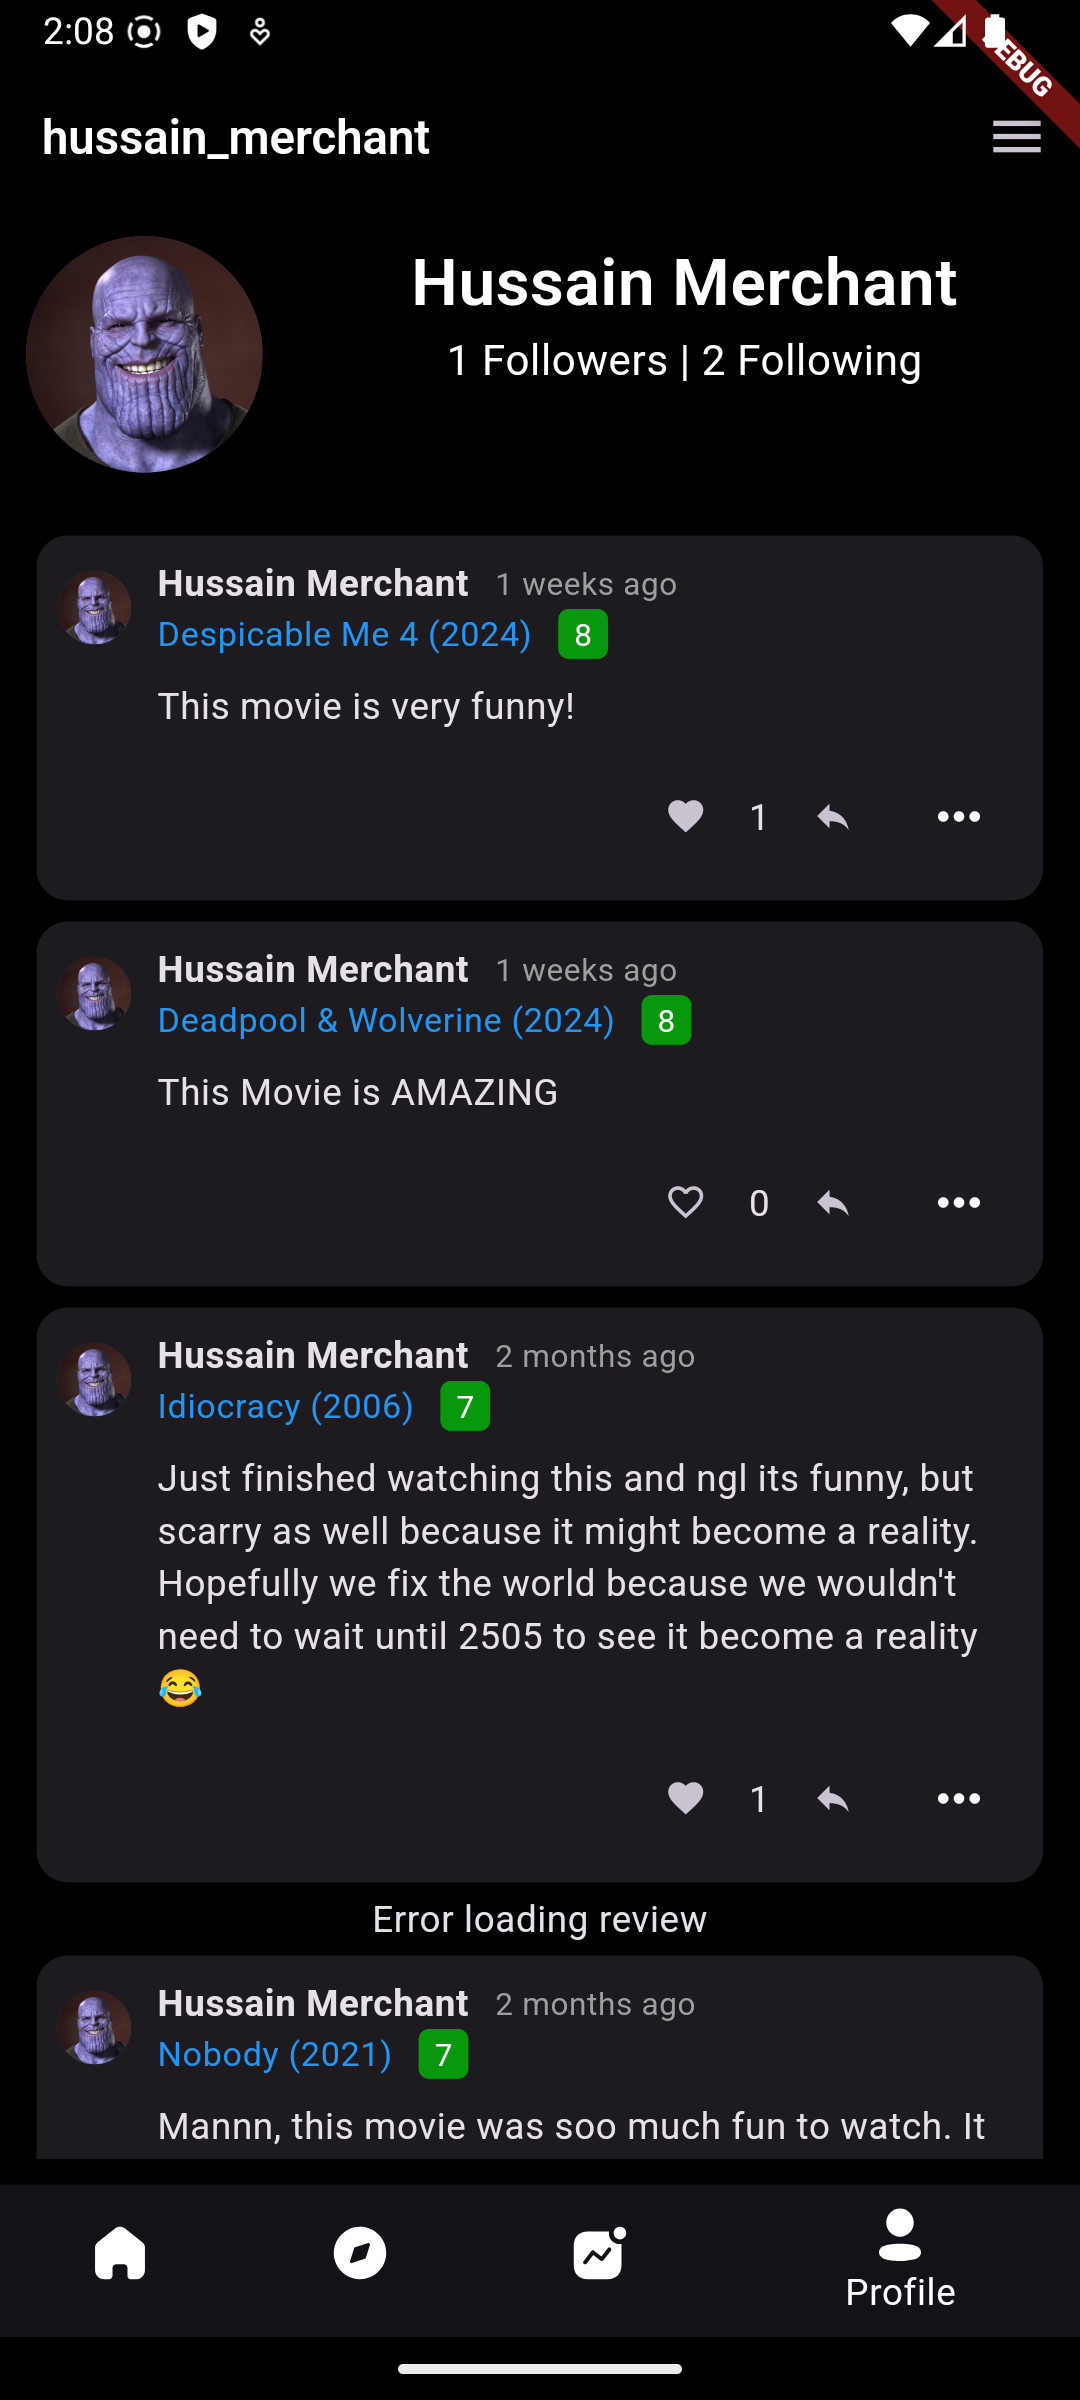 2:08
DEBUG
hussain_merchant
Hussain Merchant
1 Followers | 2 Following
Hussain Merchant 1 weeks ago
Despicable Me 4 (2024) 8
This movie is very funny!
1
Hussain Merchant 1 weeks ago
Deadpool & Wolverine (2024) 8
This Movie is AMAZING
0
Hussain Merchant 2 months ago
Idiocracy (2006) 7
Just finished watching this and ngl its funny, but
scarry as well because it might become a reality.
Hopefully we fix the world because we wouldn't
need to wait until 2505 to see it become a reality
😂
1
Error loading review
Hussain Merchant 2 months ago
Nobody (2021) 7
Mannn, this movie was soo much fun to watch. It
Profile